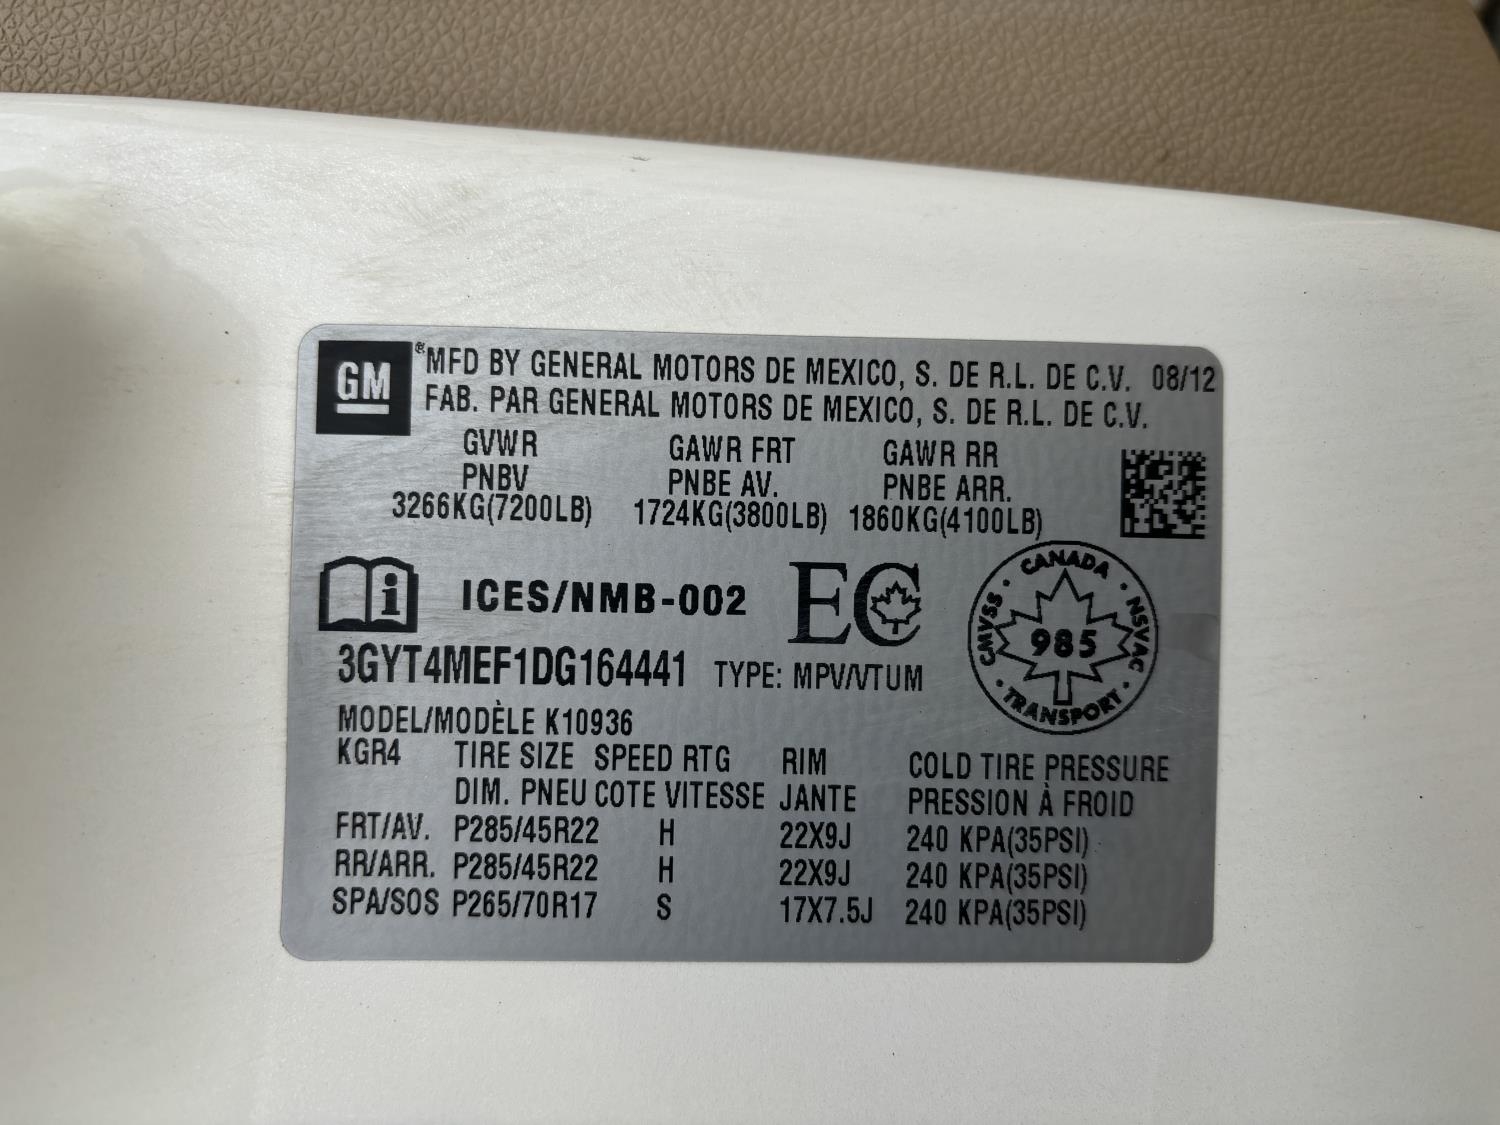 GM ®MFD BY GENERAL MOTORS DE MEXICO, S. DE R.L. DE C.V. 08/12
FAB. PAR GENERAL MOTORS DE MEXICO, S. DE R.L. DE C.V.
GVWR GAWR FRT GAWR RR
PNBV PNBE AV. PNBE ARR.
3266KG(7200LB) 1724KG(3800LB) 1860KG(4100LB)
i ICES/NMB-002 EC
CANADA
CMVSS 985 NSVAC
TRANSPORT
3GYT4MEF1DG164441 TYPE: MPV/VTUM
MODEL/MODÈLE K10936
KGR4 TIRE SIZE SPEED RTG RIM COLD TIRE PRESSURE
DIM. PNEU COTE VITESSE JANTE PRESSION À FROID
FRT/AV. P285/45R22 H 22X9J 240 KPA(35PSI)
RR/ARR. P285/45R22 H 22X9J 240 KPA(35PSI)
SPA/SOS P265/70R17 S 17X7.5J 240 KPA(35PSI)